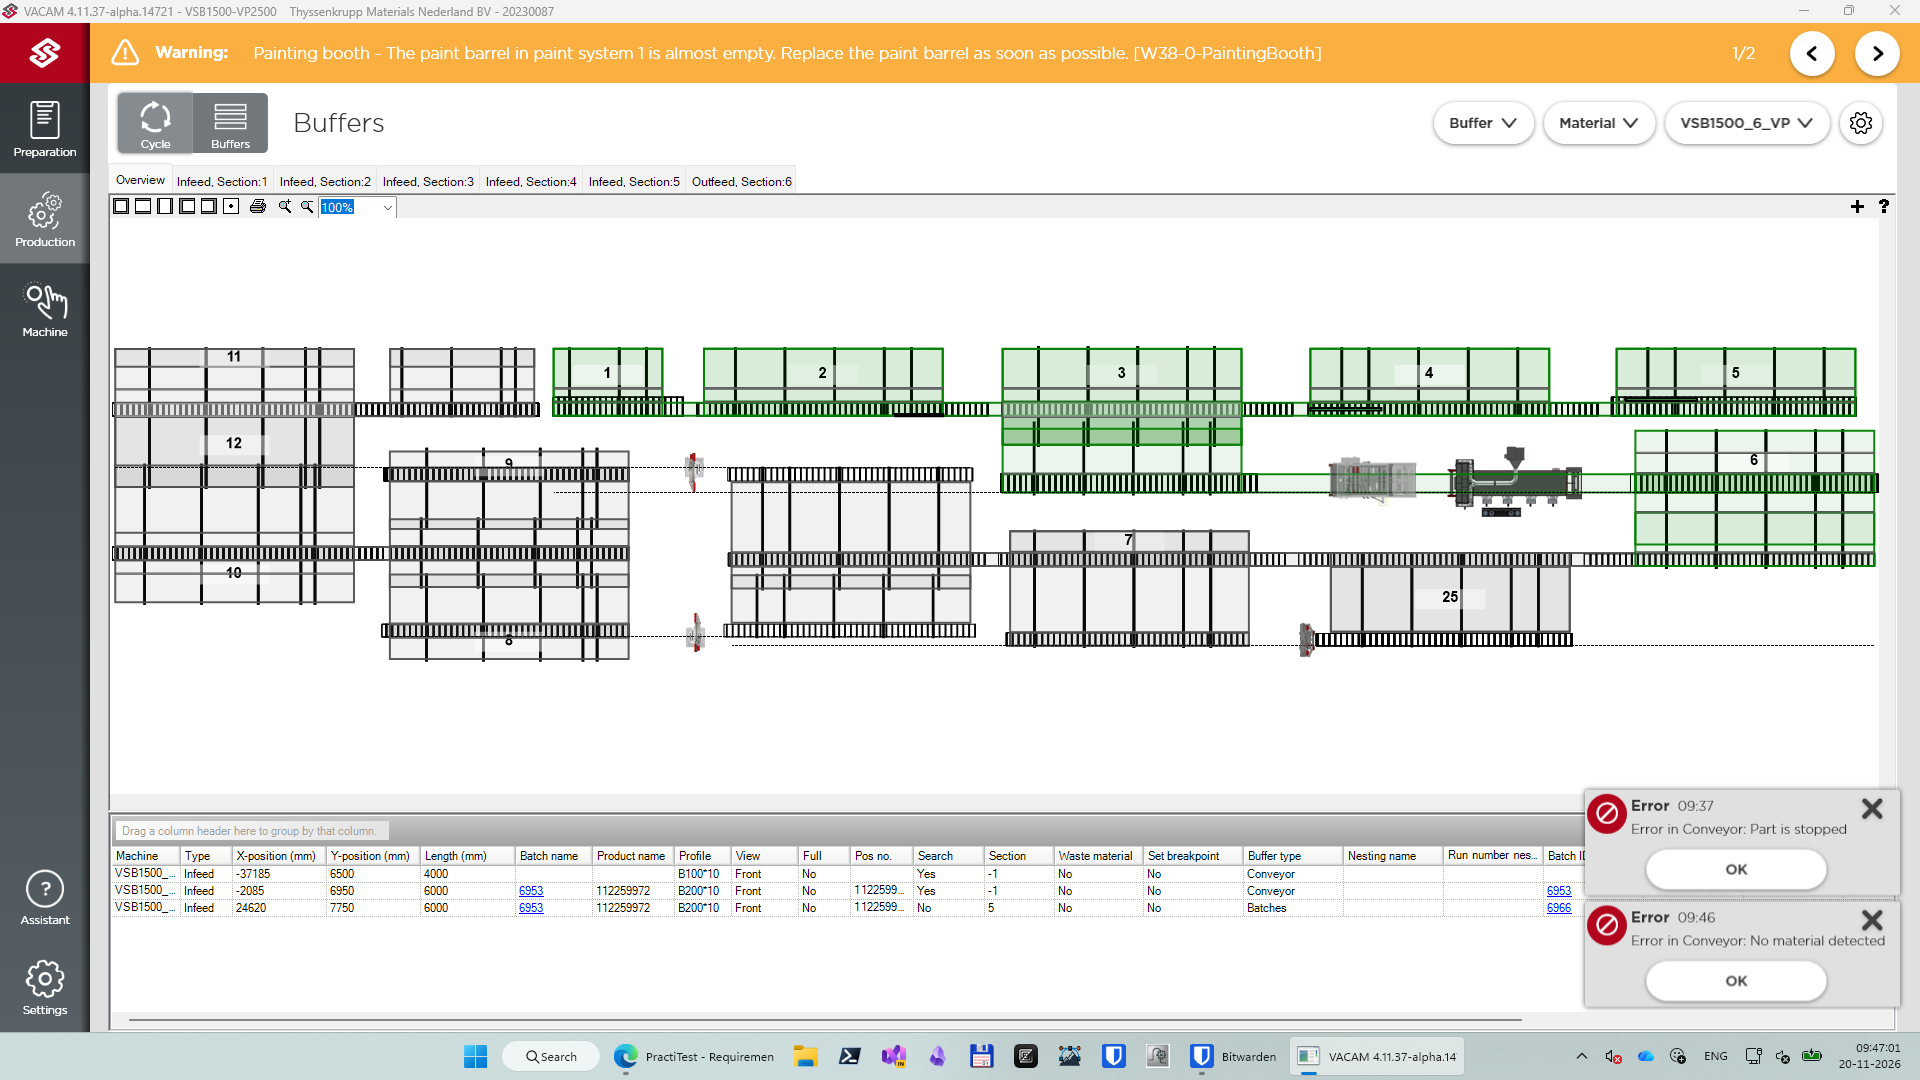 VACAM 4.11.37-alpha.14721 - VSB1500-VP2500 Thyssenkrupp Materials Nederland BV - 20230087
Warning: Painting booth - The paint barrel in paint system 1 is almost empty. Replace the paint barrel as soon as possible. [W38-0-PaintingBooth] 1/2
Preparation
Production
Machine
Assistant
Settings
Cycle
Buffers
Buffers
Buffer
Material
VSB1500_6_VP
Overview Infeed, Section:1 Infeed, Section:2 Infeed, Section:3 Infeed, Section:4 Infeed, Section:5 Outfeed, Section:6
100%
+ ?
11
1 2 3 4 5
12
9
6
7
10
25
8
Drag a column header here to group by that column.
Machine Type X-position (mm) Y-position (mm) Length (mm) Batch name Product name Profile View Full Pos no. Search Section Waste material Set breakpoint Buffer type Nesting name Run number nes... Batch ID
VSB1500_... Infeed -37185 6500 4000 B100*10 Front No Yes -1 No No Conveyor
VSB1500_... Infeed -2085 6950 6000 6953 112259972 B200*10 Front No 1122599... Yes -1 No No Conveyor 6953
VSB1500_... Infeed 24620 7750 6000 6953 112259972 B200*10 Front No 1122599... No 5 No No Batches 6966
Error 09:37
Error in Conveyor: Part is stopped
OK
Error 09:46
Error in Conveyor: No material detected
OK
Search
PractiTest - Requiremen
Bitwarden
VACAM 4.11.37-alpha.14
ENG
09:47:01
20-11-2026